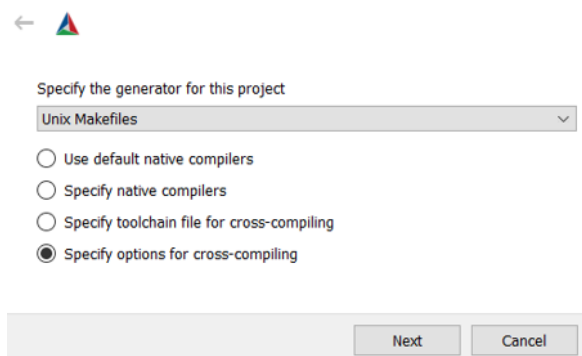 Specify the generator for this project
Unix Makefiles
Use default native compilers
Specify native compilers
Specify toolchain file for cross-compiling
Specify options for cross-compiling
Next Cancel